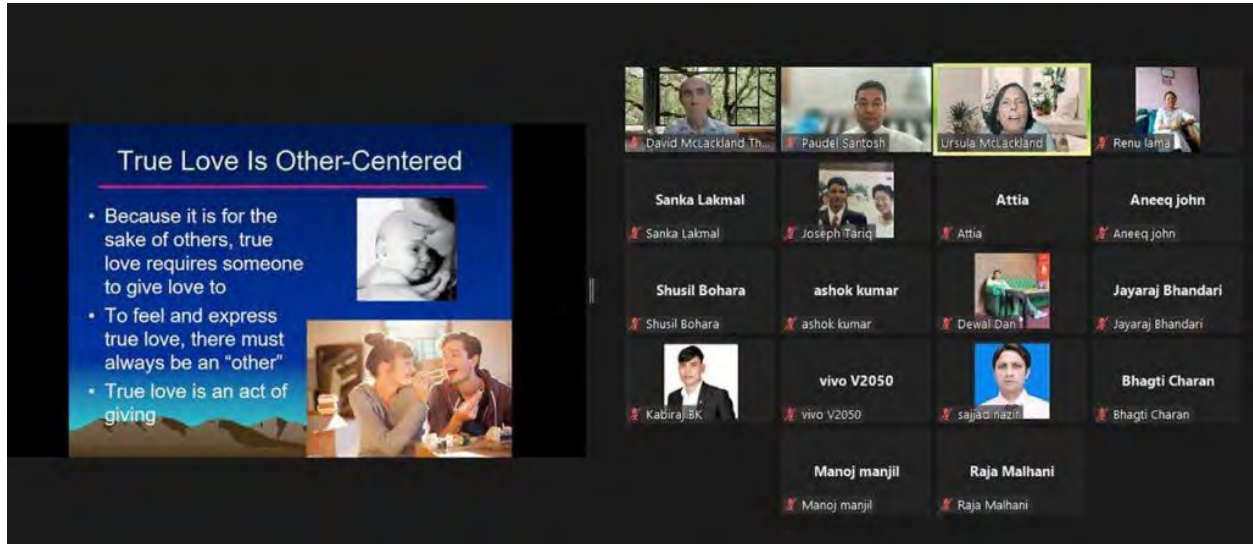 True Love Is Other-Centered
• Because it is for the
sake of others, true
love requires someone
to give love to
• To feel and express
true love, there must
always be an “other”
• True love is an act of
giving
David McLackland Th...
Paudel Santosh
Ursula McLackland
Renu lama
Sanka Lakmal
Sanka Lakmal
Joseph Tariq
Attia
Attia
Aneeq john
Aneeq john
Shusil Bohara
Shusil Bohara
ashok kumar
ashok kumar
Dewal Dan
Jayaraj Bhandari
Jayaraj Bhandari
Kabiraj.BK
vivo V2050
vivo V2050
sajjad nazir
Bhagti Charan
Bhagti Charan
Manoj manjil
Manoj manjil
Raja Malhani
Raja Malhani